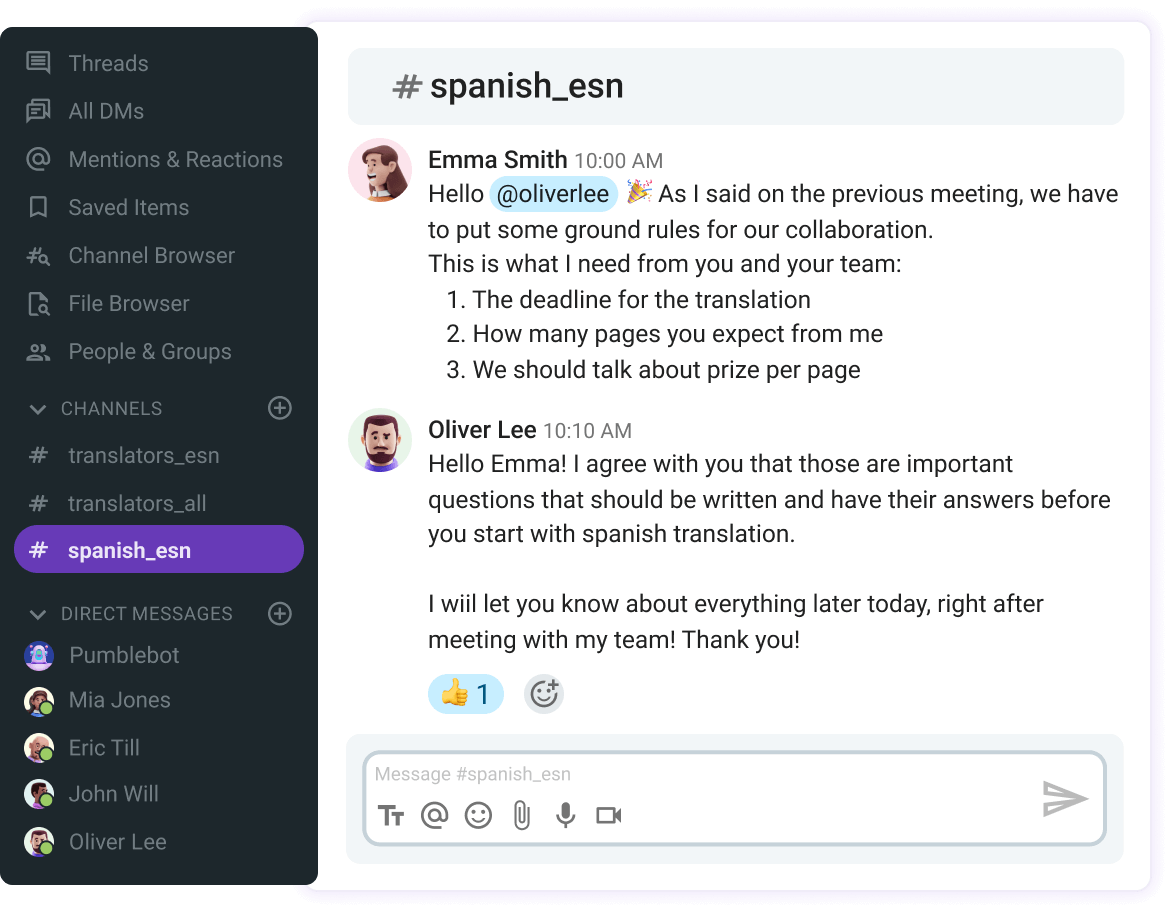 Threads
All DMs
Mentions & Reactions
Saved Items
Channel Browser
File Browser
People & Groups
CHANNELS
# translators_esn
# translators_all
# spanish_esn
DIRECT MESSAGES
Pumblebot
Mia Jones
Eric Till
John Will
Oliver Lee
# spanish_esn
Emma Smith 10:00 AM
Hello @oliverlee 🎉 As I said on the previous meeting, we have
to put some ground rules for our collaboration.
This is what I need from you and your team:
1. The deadline for the translation
2. How many pages you expect from me
3. We should talk about prize per page
Oliver Lee 10:10 AM
Hello Emma! I agree with you that those are important
questions that should be written and have their answers before
you start with spanish translation.
I wiil let you know about everything later today, right after
meeting with my team! Thank you!
👍 1
Message #spanish_esn